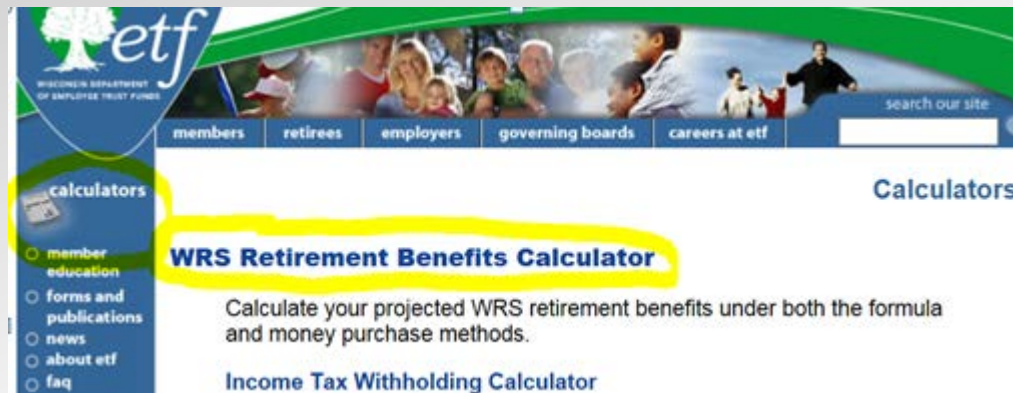 etf
WISCONSIN DEPARTMENT
OF EMPLOYEE TRUST FUNDS
search our site
members retirees employers governing boards careers at etf
calculators
Calculators
member
education
forms and
publications
news
about etf
faq
WRS Retirement Benefits Calculator
Calculate your projected WRS retirement benefits under both the formula
and money purchase methods.
Income Tax Withholding Calculator